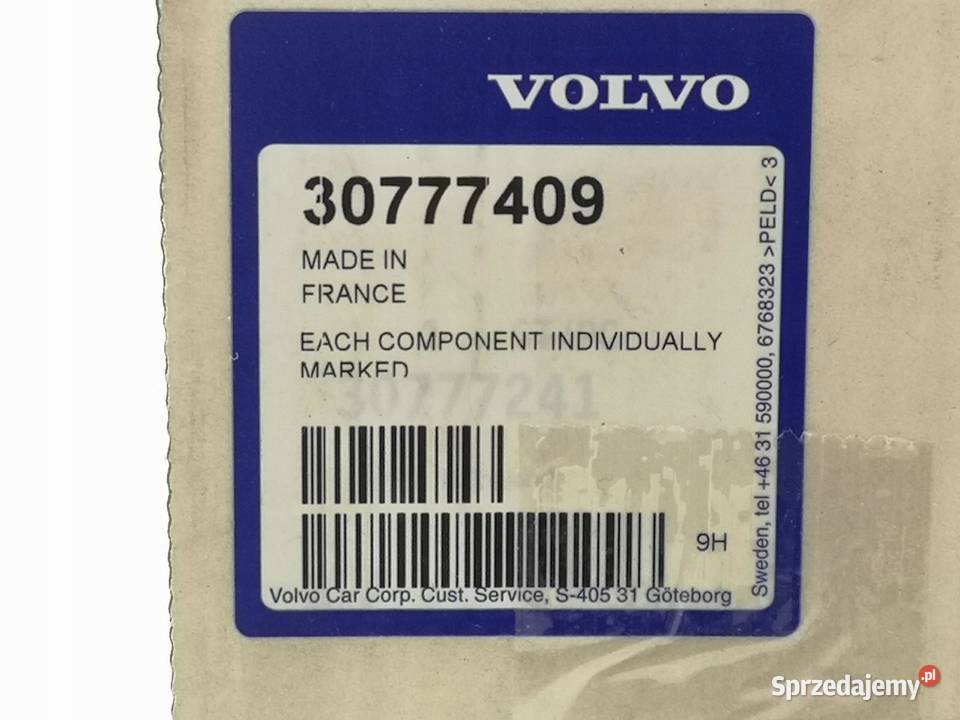 VOLVO
30777409
MADE IN
FRANCE
EACH COMPONENT INDIVIDUALLY
MARKED
30777241
9H
Volvo Car Corp. Cust. Service, S-405 31 Göteborg
Sweden, tel +46 31 590000, 6768323 >PELD< 3
Sprzedajemy.pl